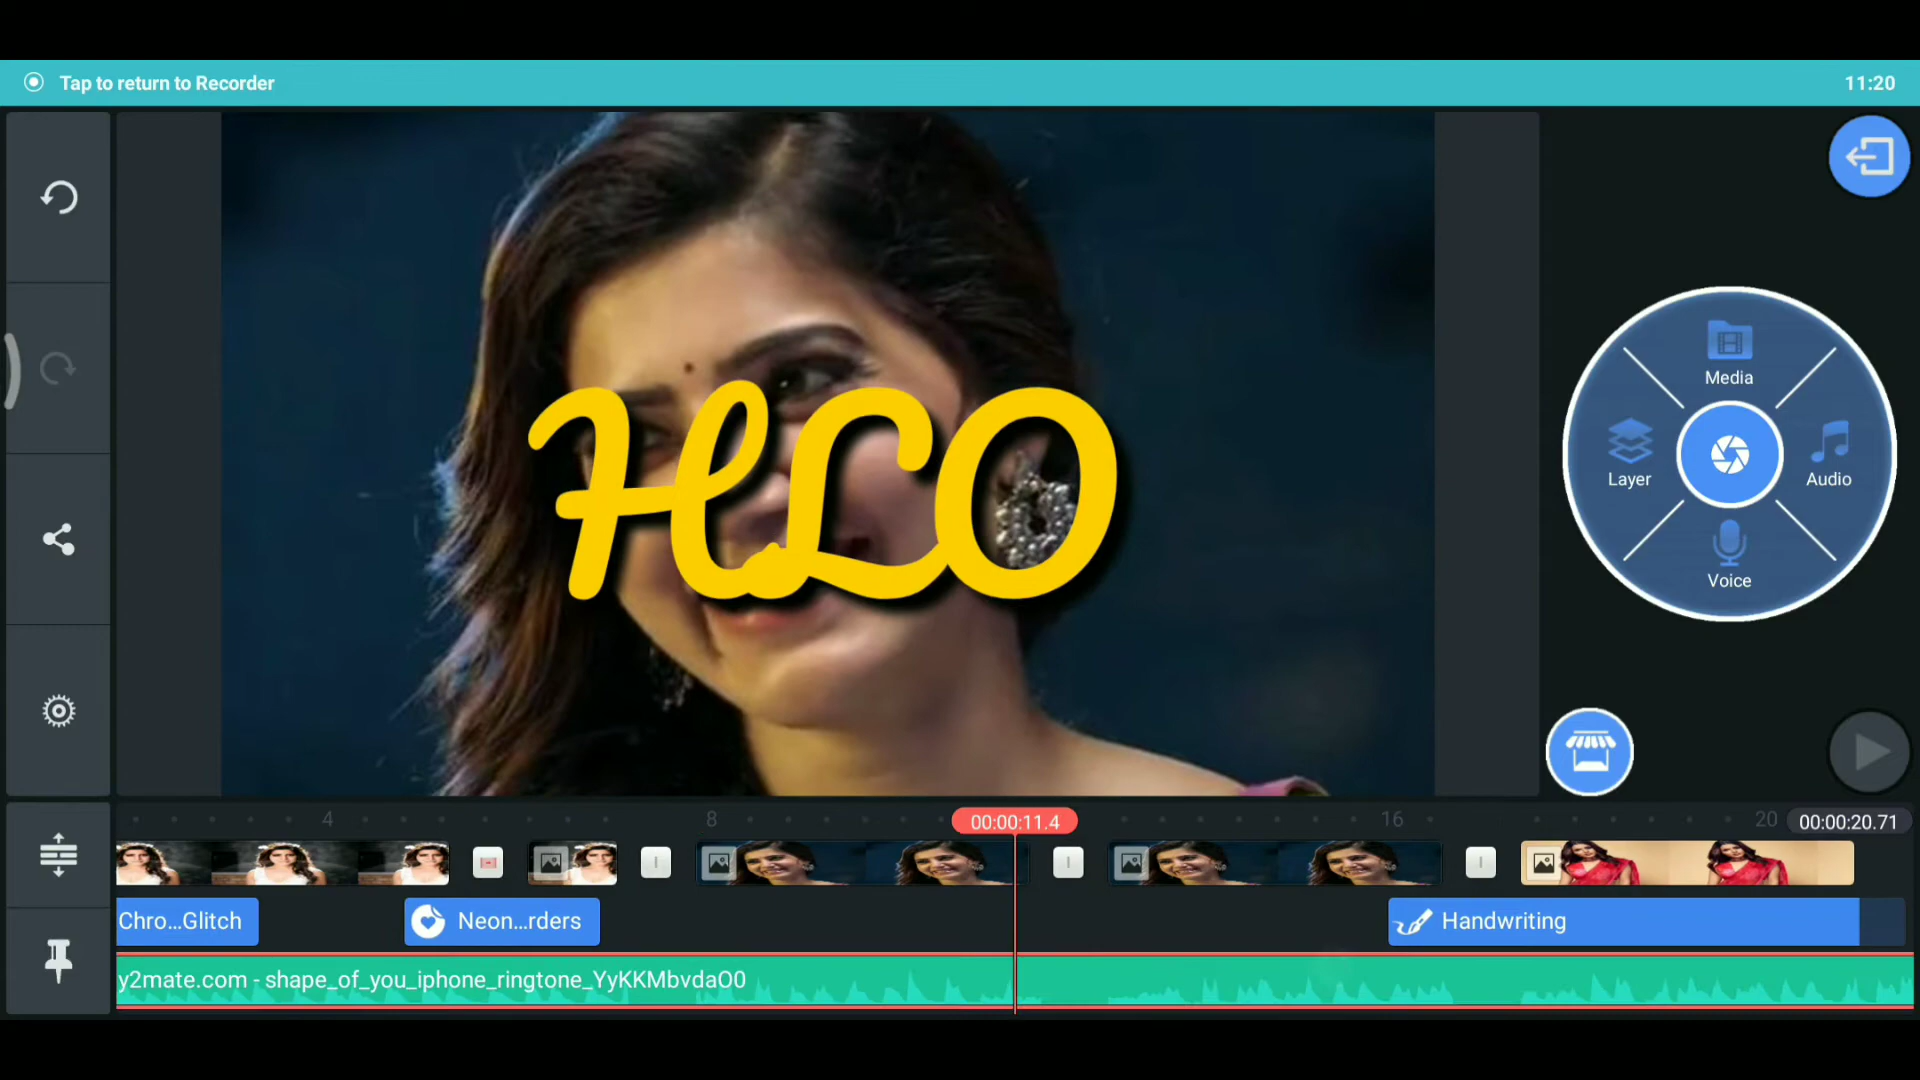 Tap to return to Recorder
11:20
HLO
Media
Layer
Audio
Voice
4
8
00:00:11.4
16
20
00:00:20.71
Chro...Glitch
Neon...rders
Handwriting
y2mate.com - shape_of_you_iphone_ringtone_YyKKMbvdaO0